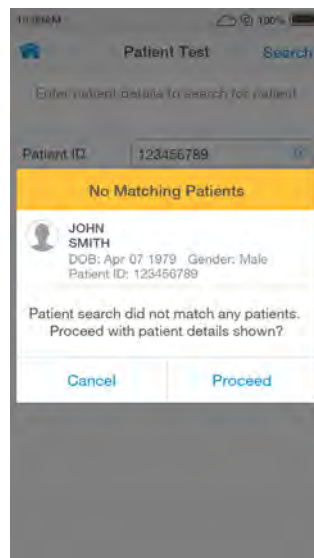 100%
Patient Test
Search
Enter patient details to search for patient
Patient ID
123456789
No Matching Patients
JOHN
SMITH
DOB: Apr 07 1979 Gender: Male
Patient ID: 123456789
Patient search did not match any patients.
Proceed with patient details shown?
Cancel
Proceed